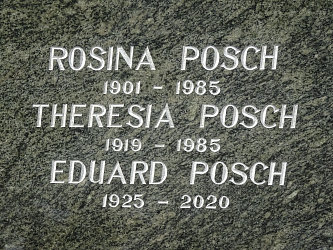 ROSINA POSCH
1901 - 1985
THERESIA POSCH
1919 - 1985
EDUARD POSCH
1925 - 2020